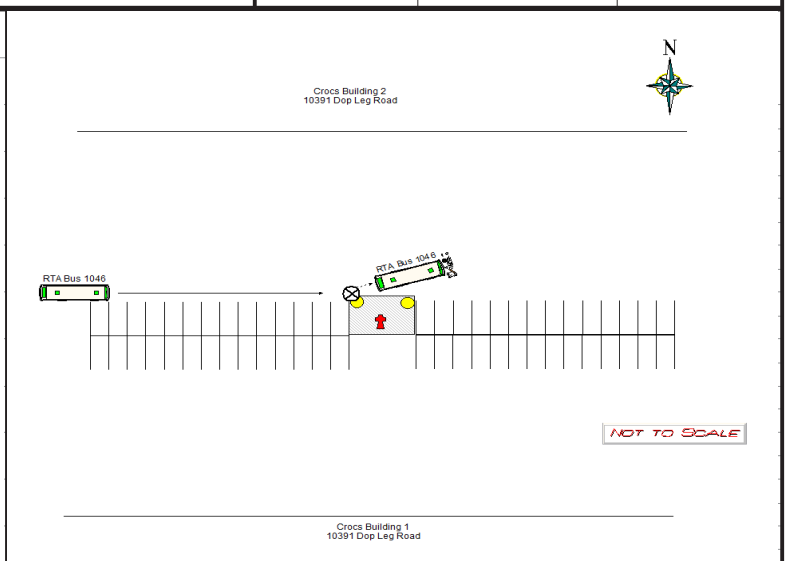 N
Crocs Building 2
10391 Dop Leg Road
RTA Bus 1046
RTA Bus 1046
NOT TO SCALE
Crocs Building 1
10391 Dop Leg Road